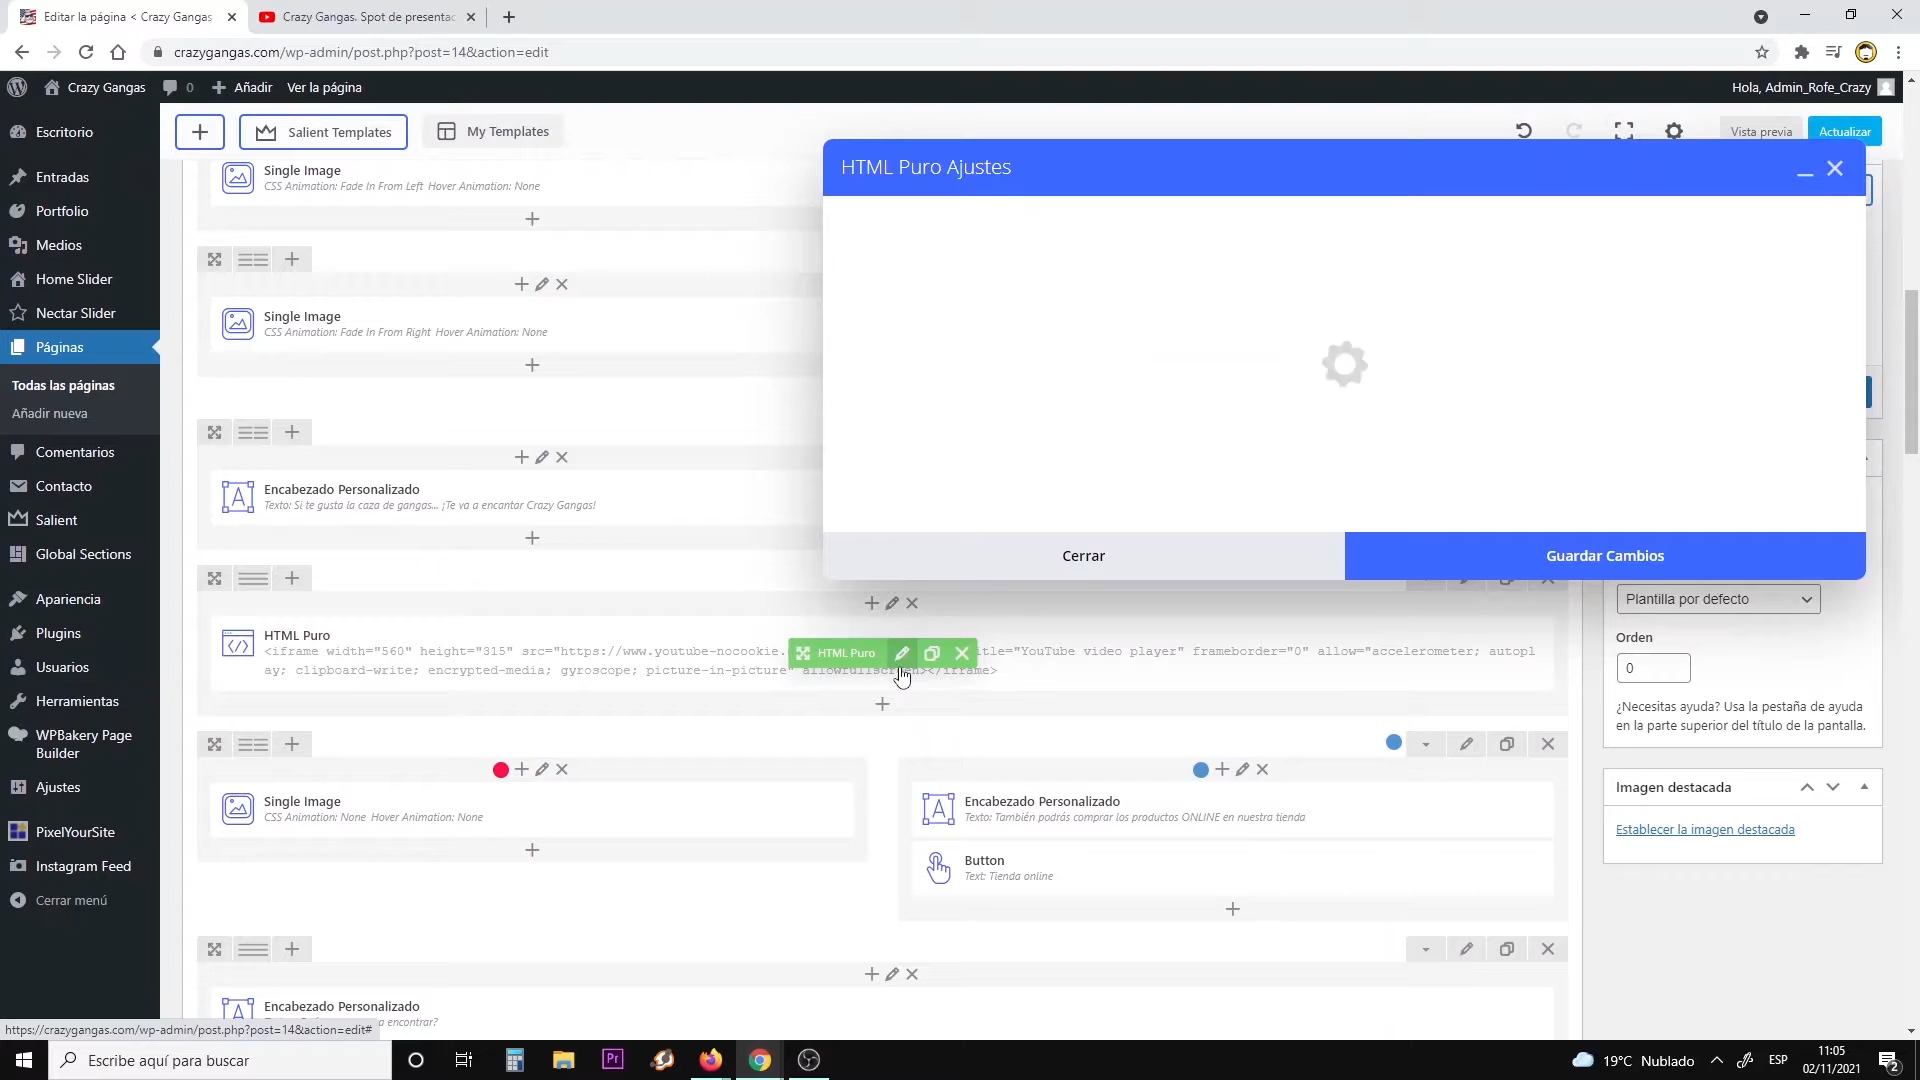 Editar la página < Crazy Gangas
Crazy Gangas. Spot de presentac
crazygangas.com/wp-admin/post.php?post=14&action=edit
Crazy Gangas
0
Añadir
Ver la página
Hola, Admin_Rofe_Crazy
Salient Templates
My Templates
Vista previa
Actualizar
Escritorio
Entradas
Portfolio
Medios
Home Slider
Nectar Slider
Páginas
Todas las páginas
Añadir nueva
Comentarios
Contacto
Salient
Global Sections
Apariencia
Plugins
Usuarios
Herramientas
WPBakery Page
Builder
Ajustes
PixelYourSite
Instagram Feed
Cerrar menú
Single Image
CSS Animation: Fade In From Left Hover Animation: None
Single Image
CSS Animation: Fade In From Right Hover Animation: None
Encabezado Personalizado
Texto: Si te gusta la caza de gangas... ¡Te va a encantar Crazy Gangas!
HTML Puro Ajustes
Cerrar
Guardar Cambios
HTML Puro
<iframe width="560" height="315" src="https://www.youtube-nocookie.
HTML Puro
itle="YouTube video player" frameborder="0" allow="accelerometer; autopl
ay; clipboard-write; encrypted-media; gyroscope; picture-in-picture" allowfullscreen></iframe>
Single Image
CSS Animation: None Hover Animation: None
Encabezado Personalizado
Texto: También podrás comprar los productos ONLINE en nuestra tienda
Button
Text: Tienda online
Encabezado Personalizado
a encontrar?
Plantilla por defecto
Orden
0
¿Necesitas ayuda? Usa la pestaña de ayuda
en la parte superior del título de la pantalla.
Imagen destacada
Establecer la imagen destacada
https://crazygangas.com/wp-admin/post.php?post=14&action=edit#
Escribe aquí para buscar
Pr
19°C Nublado
ESP
11:05
02/11/2021
2